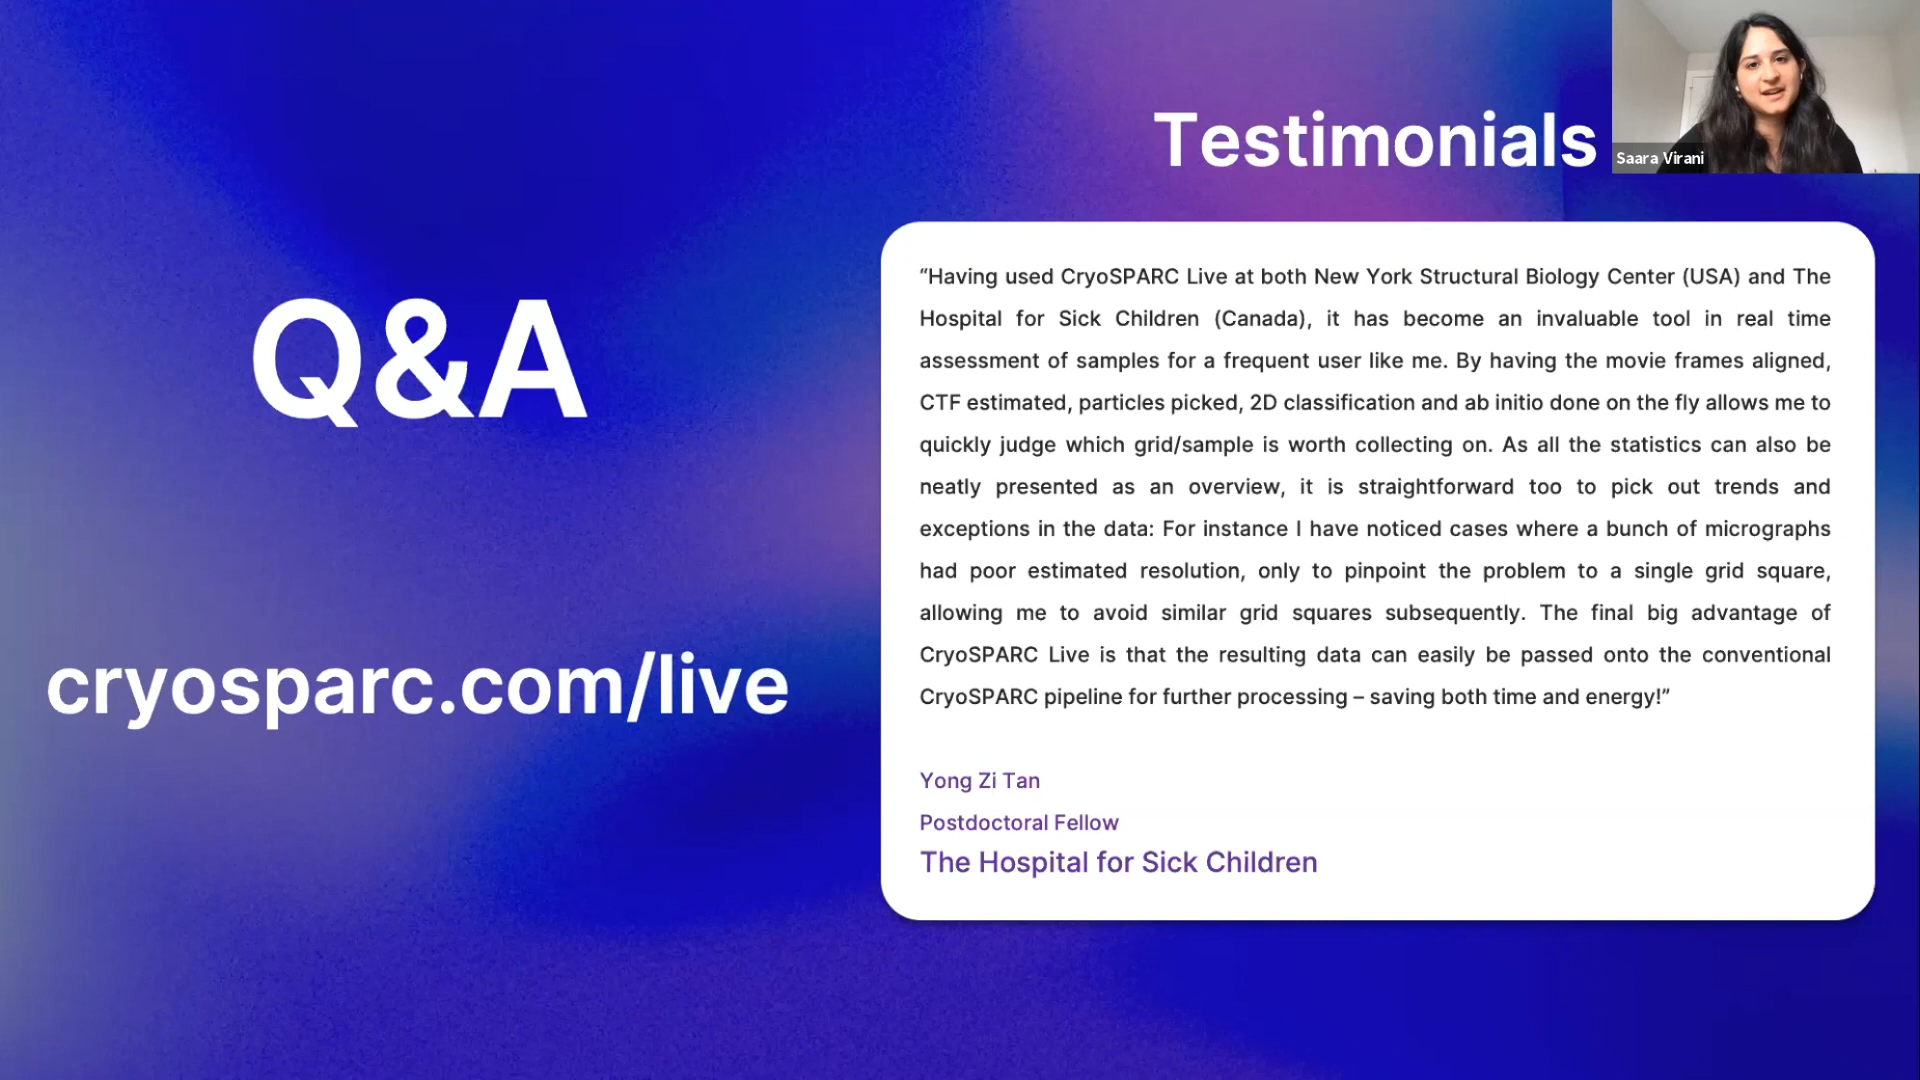 Testimonials
Saara Virani
Q&A
cryosparc.com/live
“Having used CryoSPARC Live at both New York Structural Biology Center (USA) and The
Hospital for Sick Children (Canada), it has become an invaluable tool in real time
assessment of samples for a frequent user like me. By having the movie frames aligned,
CTF estimated, particles picked, 2D classification and ab initio done on the fly allows me to
quickly judge which grid/sample is worth collecting on. As all the statistics can also be
neatly presented as an overview, it is straightforward too to pick out trends and
exceptions in the data: For instance I have noticed cases where a bunch of micrographs
had poor estimated resolution, only to pinpoint the problem to a single grid square,
allowing me to avoid similar grid squares subsequently. The final big advantage of
CryoSPARC Live is that the resulting data can easily be passed onto the conventional
CryoSPARC pipeline for further processing – saving both time and energy!”
Yong Zi Tan
Postdoctoral Fellow
The Hospital for Sick Children